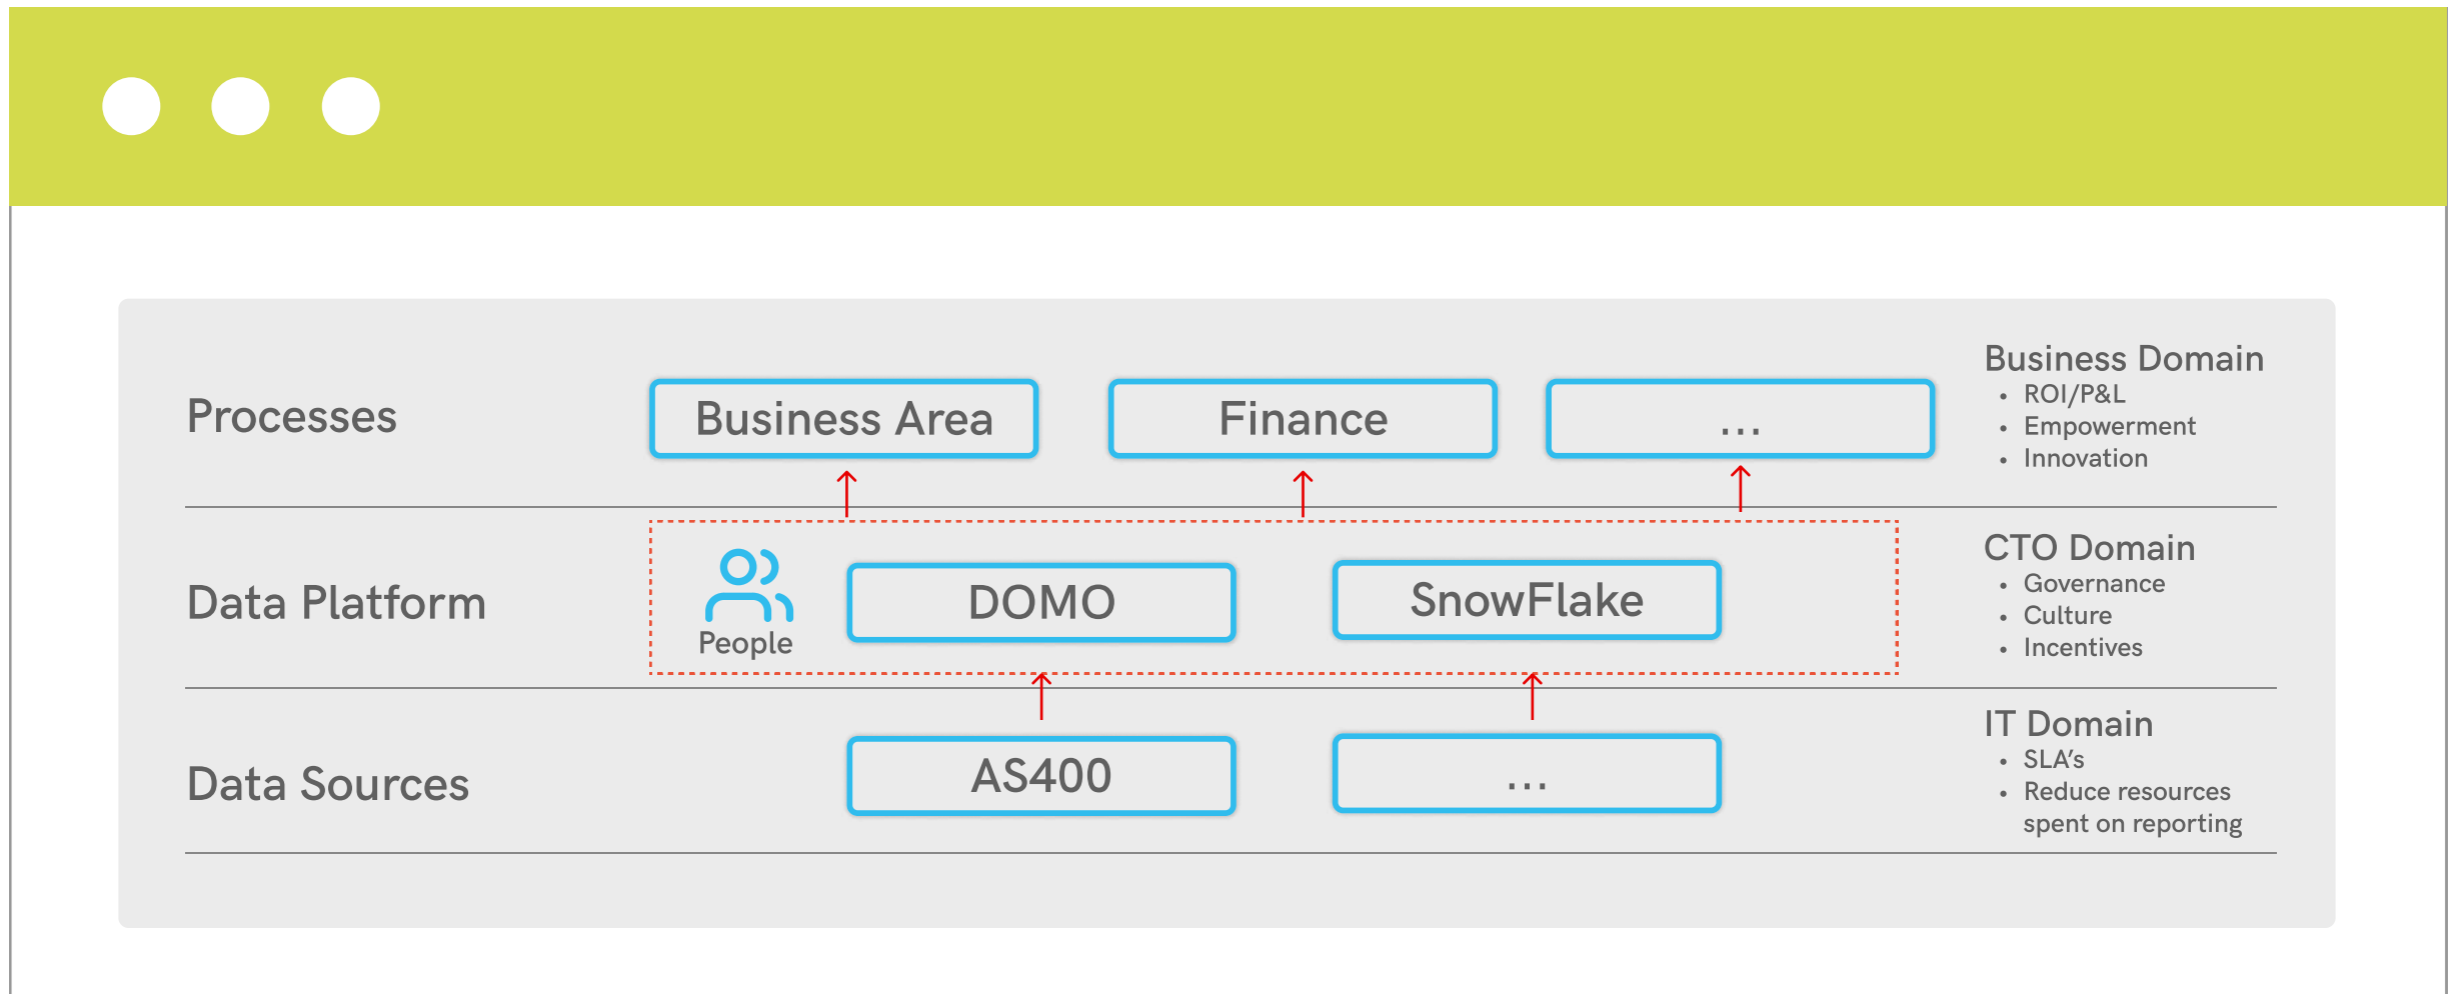 Processes
Business Area
Finance
...
Business Domain
• ROI/P&L
• Empowerment
• Innovation
Data Platform
People
DOMO
SnowFlake
CTO Domain
• Governance
• Culture
• Incentives
Data Sources
AS400
...
IT Domain
• SLA’s
• Reduce resources
spent on reporting